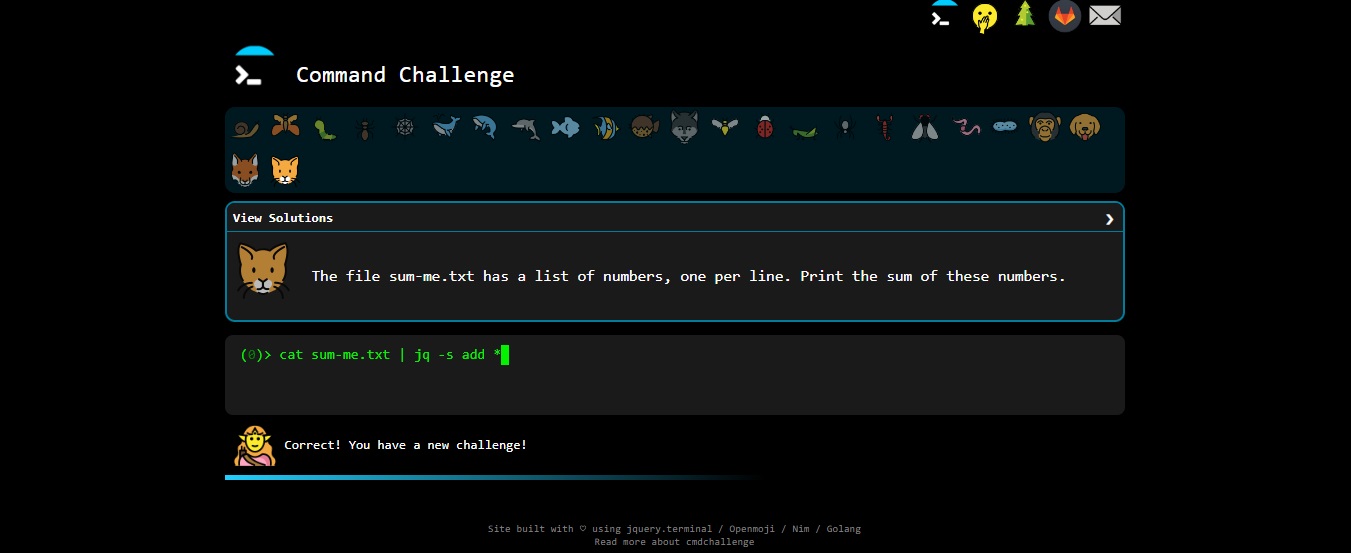 Command Challenge
View Solutions
The file sum-me.txt has a list of numbers, one per line. Print the sum of these numbers.
(0)> cat sum-me.txt | jq -s add *
Correct! You have a new challenge!
Site built with ♡ using jquery.terminal / Openmoji / Nim / Golang
Read more about cmdchallenge